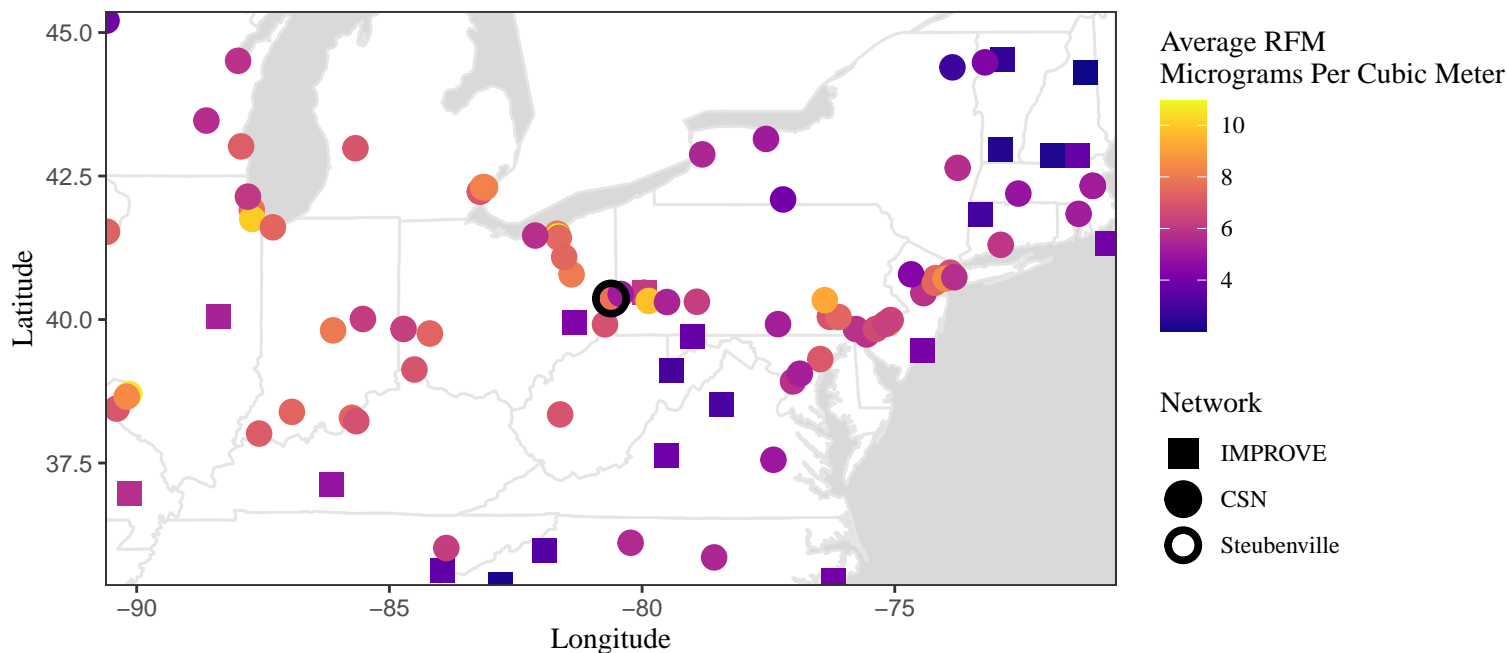 45.0
42.5
40.0
37.5
Latitude
−90
−85
−80
−75
Longitude
Average RFM
Micrograms Per Cubic Meter
10
8
6
4
Network
IMPROVE
CSN
Steubenville